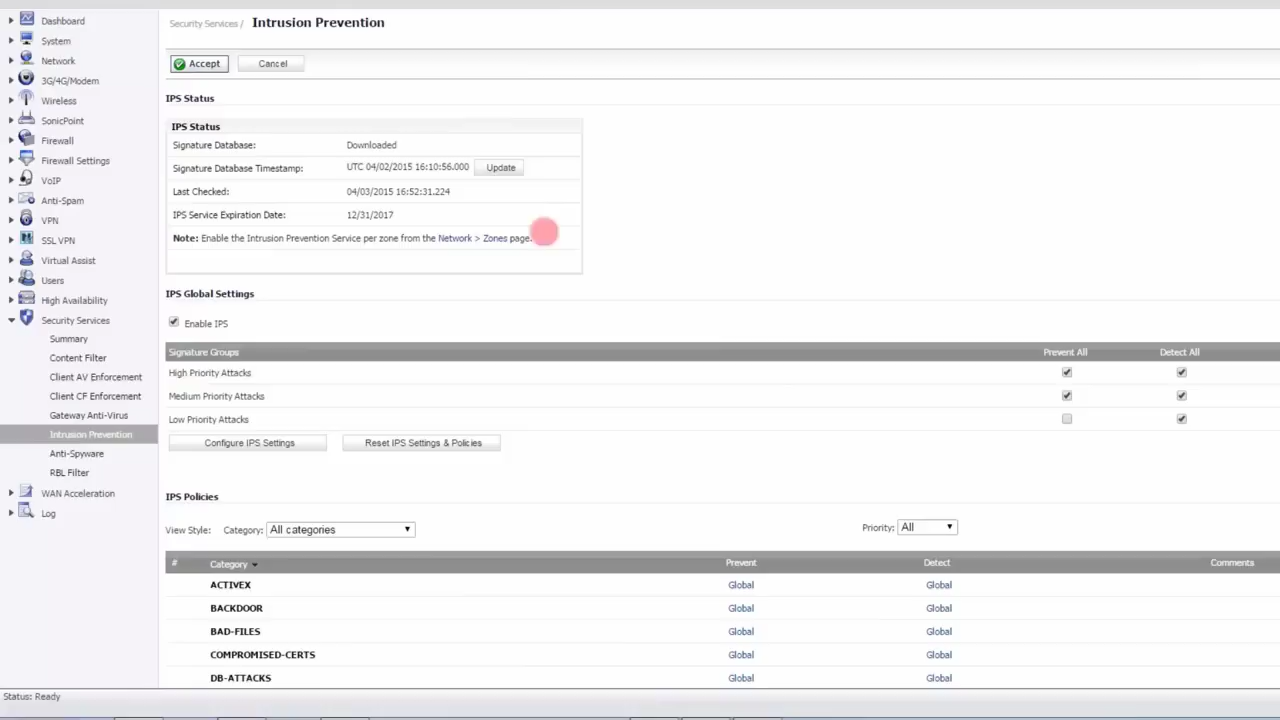 Dashboard
System
Network
3G/4G/Modem
Wireless
SonicPoint
Firewall
Firewall Settings
VoIP
Anti-Spam
VPN
SSL VPN
Virtual Assist
Users
High Availability
Security Services
Summary
Content Filter
Client AV Enforcement
Client CF Enforcement
Gateway Anti-Virus
Intrusion Prevention
Anti-Spyware
RBL Filter
WAN Acceleration
Log
Security Services / Intrusion Prevention
Accept Cancel
IPS Status
IPS Status
Signature Database: Downloaded
Signature Database Timestamp: UTC 04/02/2015 16:10:56.000 Update
Last Checked: 04/03/2015 16:52:31.224
IPS Service Expiration Date: 12/31/2017
Note: Enable the Intrusion Prevention Service per zone from the Network > Zones page.
IPS Global Settings
Enable IPS
Signature Groups Prevent All Detect All
High Priority Attacks
Medium Priority Attacks
Low Priority Attacks
Configure IPS Settings Reset IPS Settings & Policies
IPS Policies
View Style: Category: All categories Priority: All
# Category Prevent Detect Comments
ACTIVEX Global Global
BACKDOOR Global Global
BAD-FILES Global Global
COMPROMISED-CERTS Global Global
DB-ATTACKS Global Global
Status: Ready